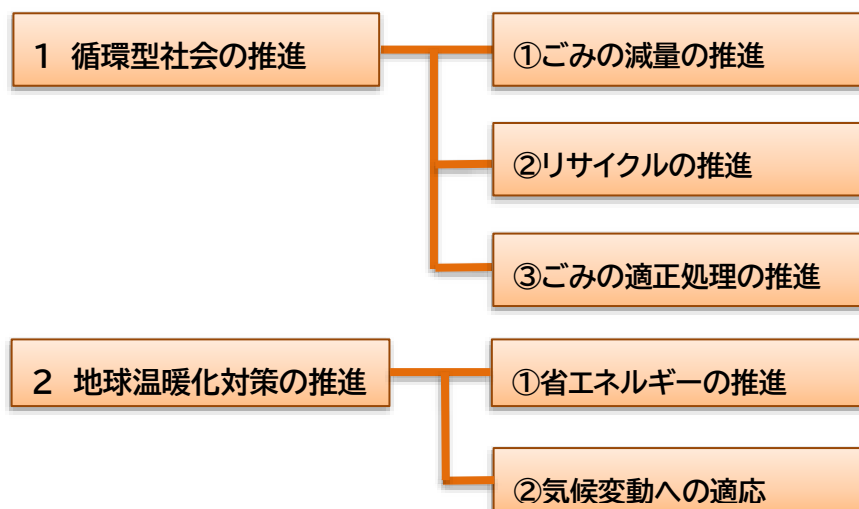 1 循環型社会の推進
①ごみの減量の推進
②リサイクルの推進
③ごみの適正処理の推進
2 地球温暖化対策の推進
①省エネルギーの推進
②気候変動への適応